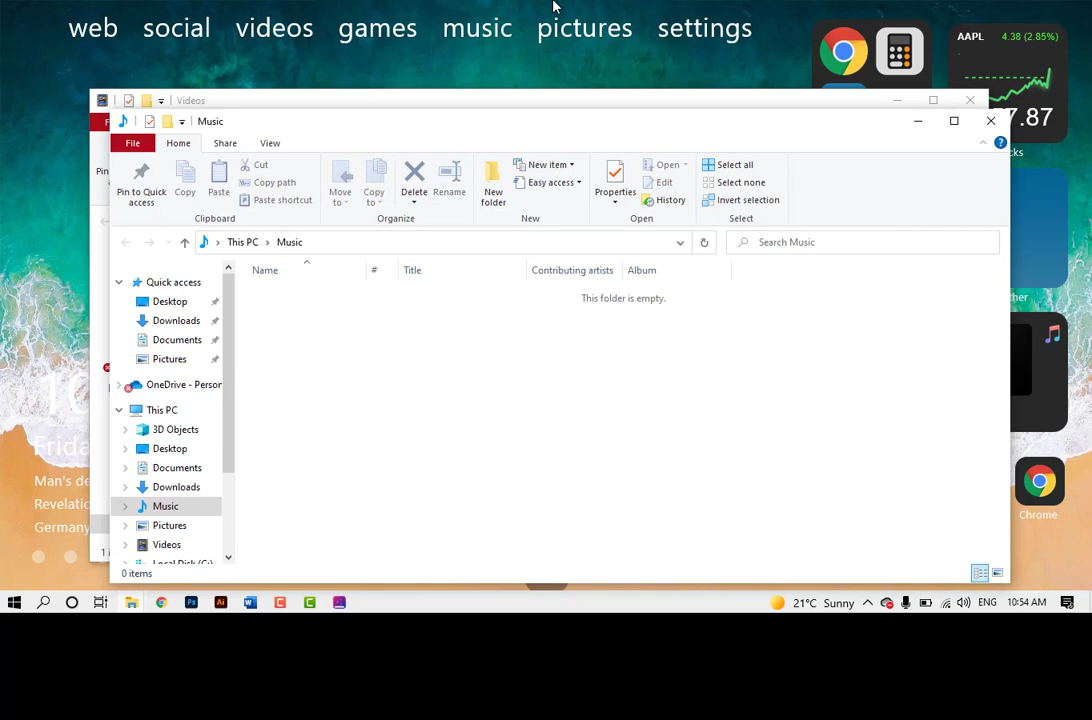 web social videos games music pictures settings
AAPL 4.38 (2.85%)
7.87
Videos
Music
File Home Share View
Pin to Quick access
Copy
Paste
Cut
Copy path
Paste shortcut
Clipboard
Move to
Copy to
Delete
Rename
Organize
New folder
New item
Easy access
New
Properties
Open
Edit
History
Open
Select all
Select none
Invert selection
Select
This PC > Music
Search Music
Name # Title Contributing artists Album
This folder is empty.
Quick access
Desktop
Downloads
Documents
Pictures
OneDrive - Person
This PC
3D Objects
Desktop
Documents
Downloads
Music
Pictures
Videos
Local Disk (C:)
0 items
Frida
Man's de
Revelation
Germany
Chrome
21°C Sunny ENG 10:54 AM